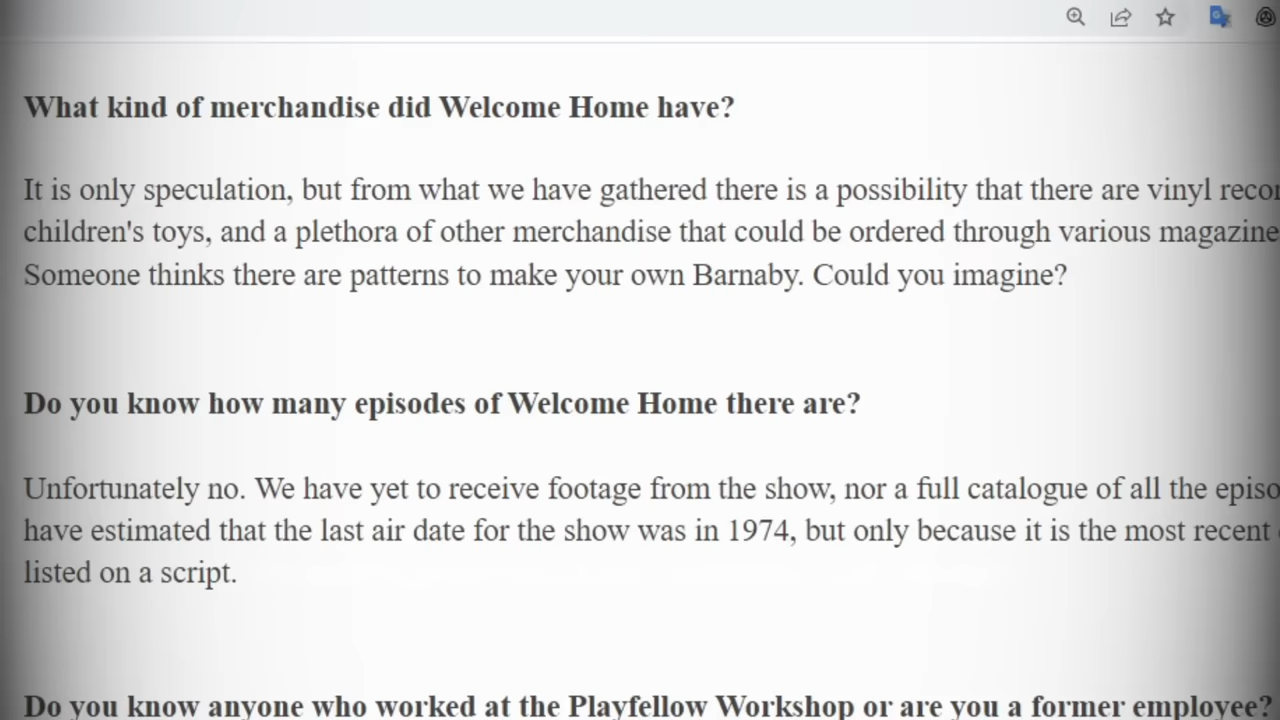 What kind of merchandise did Welcome Home have?
It is only speculation, but from what we have gathered there is a possibility that there are vinyl
children's toys, and a plethora of other merchandise that could be ordered through various magazine
Someone thinks there are patterns to make your own Barnaby. Could you imagine?
Do you know how many episodes of Welcome Home there are?
Unfortunately no. We have yet to receive footage from the show, nor a full catalogue of all the
have estimated that the last air date for the show was in 1974, but only because it is the most recent
listed on a script.
Do you know anyone who worked at the Playfellow Workshop or are you a former employee?